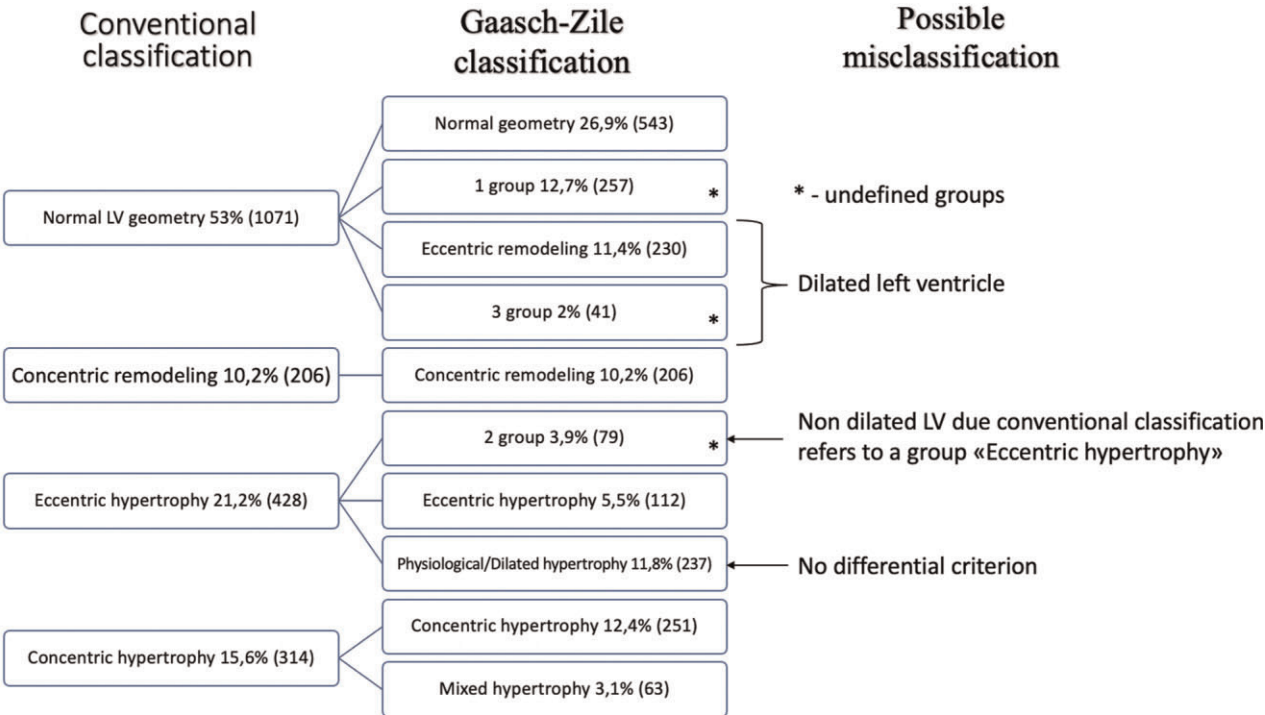 Conventional
classification
Gaasch-Zile
classification
Possible
misclassification
Normal LV geometry 53% (1071)
Normal geometry 26,9% (543)
1 group 12,7% (257)
*
Eccentric remodeling 11,4% (230)
3 group 2% (41)
*
* - undefined groups
Dilated left ventricle
Concentric remodeling 10,2% (206)
Concentric remodeling 10,2% (206)
Eccentric hypertrophy 21,2% (428)
2 group 3,9% (79)
*
Eccentric hypertrophy 5,5% (112)
Physiological/Dilated hypertrophy 11,8% (237)
Non dilated LV due conventional classification
refers to a group «Eccentric hypertrophy»
No differential criterion
Concentric hypertrophy 15,6% (314)
Concentric hypertrophy 12,4% (251)
Mixed hypertrophy 3,1% (63)